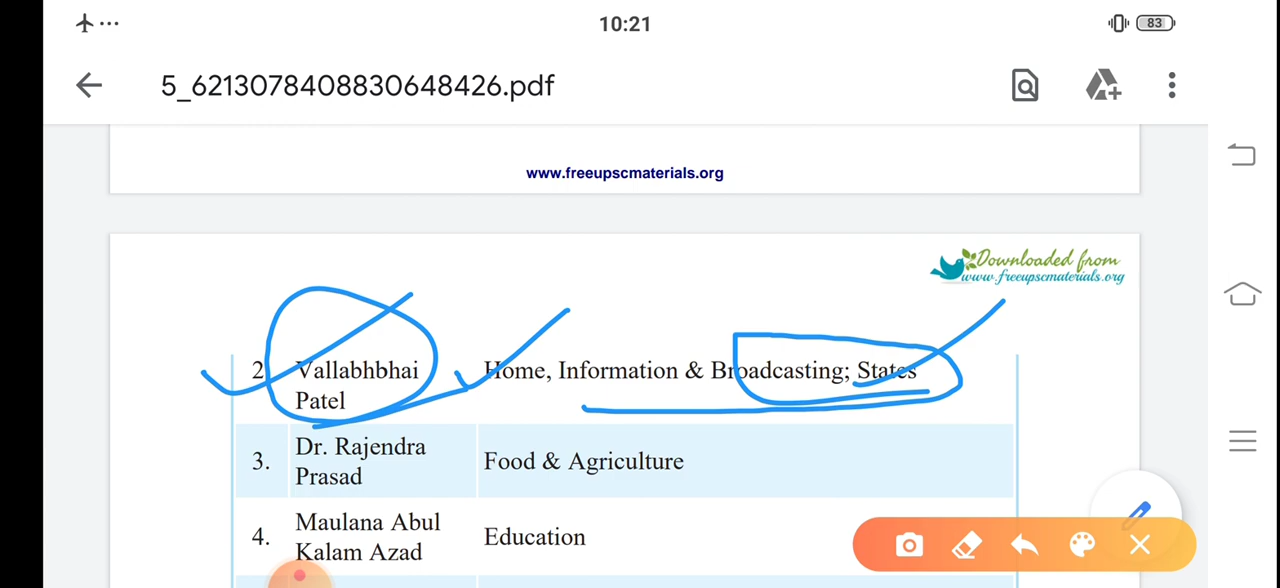 10:21
83
5_6213078408830648426.pdf
www.freeupscmaterials.org
Downloaded from
www.freeupscmaterials.org
2 Vallabhbhai Patel Home, Information & Broadcasting; States
3. Dr. Rajendra Prasad Food & Agriculture
4. Maulana Abul Kalam Azad Education